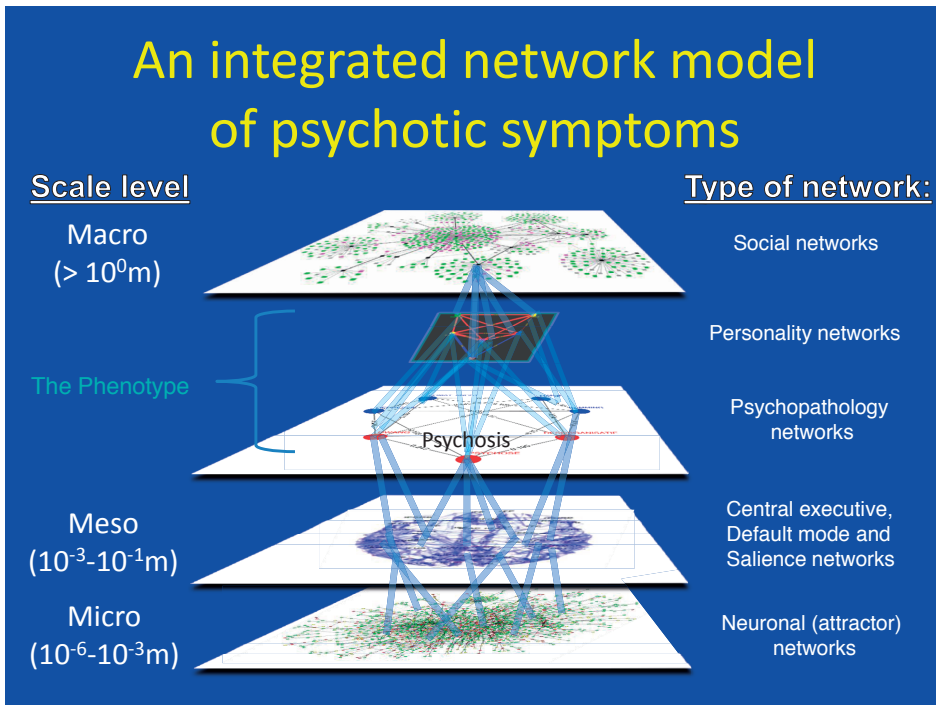 An integrated network model
of psychotic symptoms
Scale level
Type of network:
Macro
(> 10⁰m)
Social networks
Personality networks
The Phenotype
Psychopathology
networks
Psychosis
Meso
(10⁻³-10⁻¹m)
Central executive,
Default mode and
Salience networks
Micro
(10⁻⁶-10⁻³m)
Neuronal (attractor)
networks